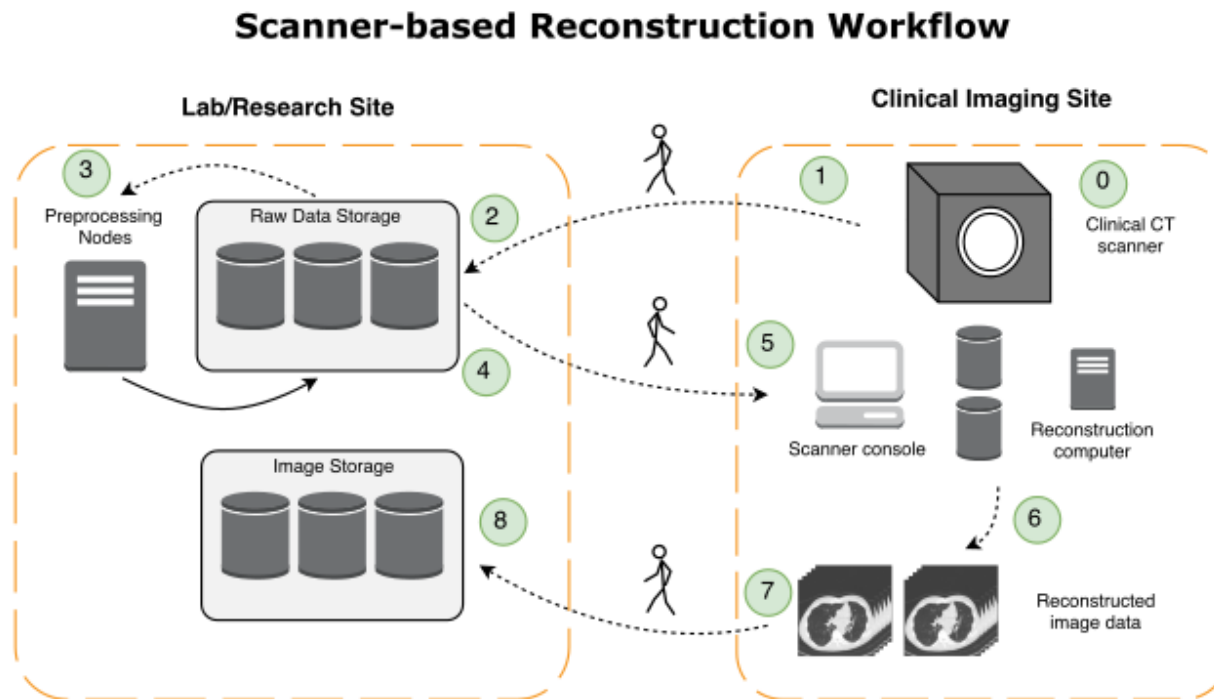 Scanner-based Reconstruction Workflow
Lab/Research Site
Clinical Imaging Site
3
Preprocessing
Nodes
Raw Data Storage
2
1
0
Clinical CT
scanner
4
5
Scanner console
Reconstruction
computer
Image Storage
8
6
7
Reconstructed
image data